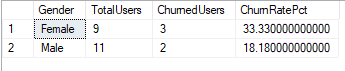 Gender TotalUsers ChurnedUsers ChurnRatePct
1 Female 9 3 33.330000000000
2 Male 11 2 18.180000000000